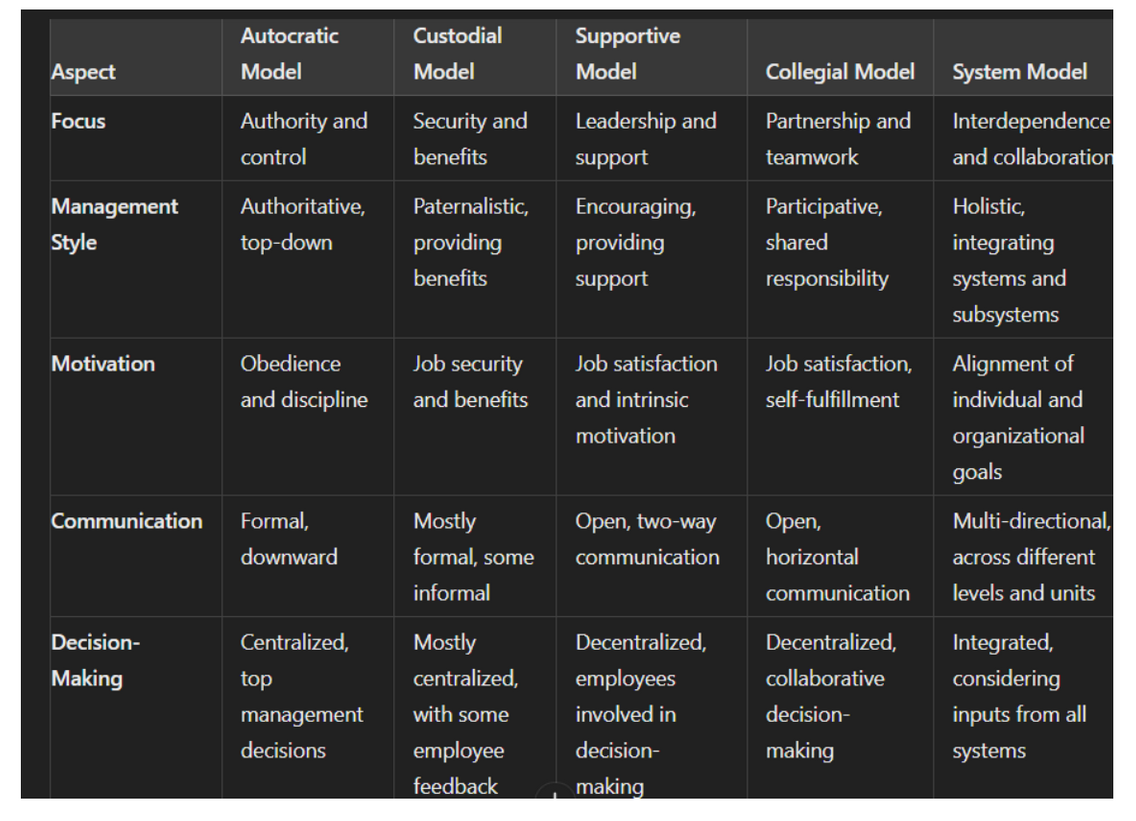 Aspect
Autocratic
Model
Custodial
Model
Supportive
Model
Collegial Model
System Model
Focus
Authority and
control
Security and
benefits
Leadership and
support
Partnership and
teamwork
Interdependence
and collaboration
Management
Style
Authoritative,
top-down
Paternalistic,
providing
benefits
Encouraging,
providing
support
Participative,
shared
responsibility
Holistic,
integrating
systems and
subsystems
Motivation
Obedience
and discipline
Job security
and benefits
Job satisfaction
and intrinsic
motivation
Job satisfaction,
self-fulfillment
Alignment of
individual and
organizational
goals
Communication
Formal,
downward
Mostly
formal, some
informal
Open, two-way
communication
Open,
horizontal
communication
Multi-directional,
across different
levels and units
Decision-
Making
Centralized,
top
management
decisions
Mostly
centralized,
with some
employee
feedback
Decentralized,
employees
involved in
decision-
making
Decentralized,
collaborative
decision-
making
Integrated,
considering
inputs from all
systems